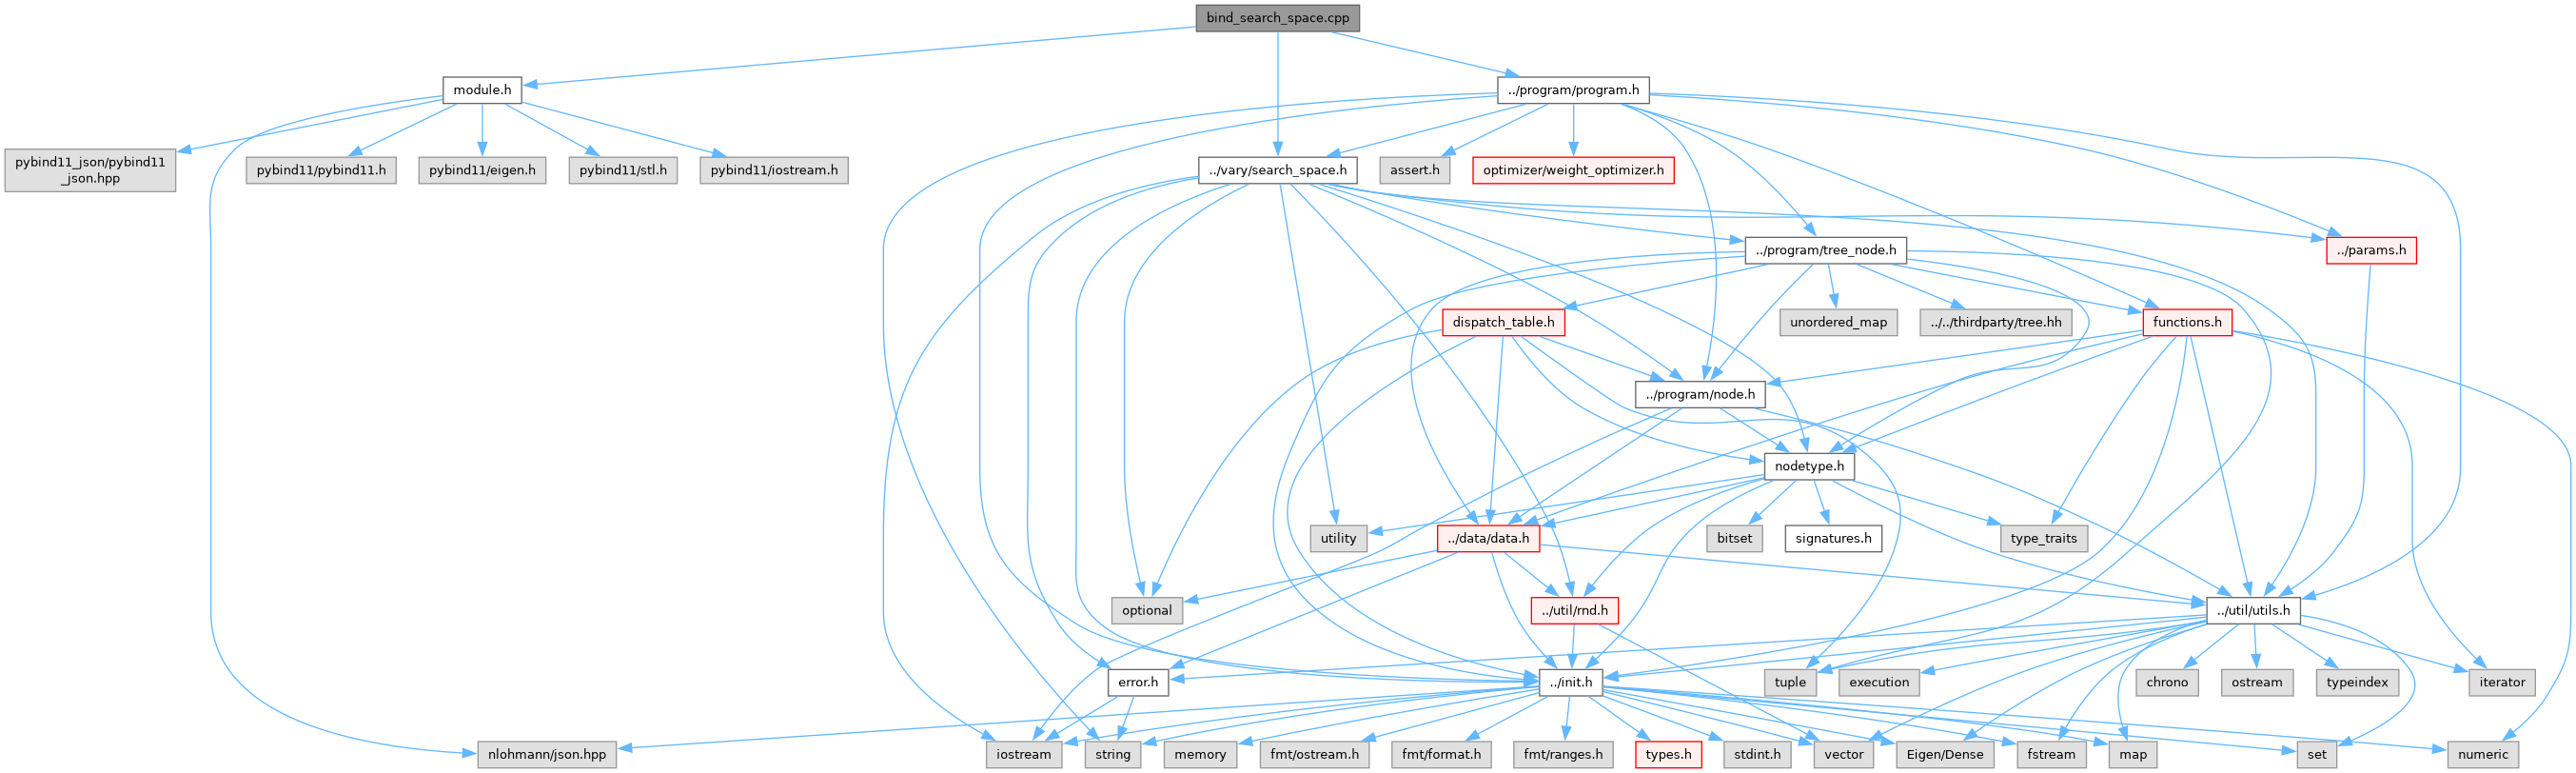 bind_search_space.cpp
module.h
../program/program.h
pybind11_json/pybind11
_json.hpp
pybind11/pybind11.h
pybind11/eigen.h
pybind11/stl.h
pybind11/iostream.h
../vary/search_space.h
assert.h
optimizer/weight_optimizer.h
../program/tree_node.h
../params.h
dispatch_table.h
unordered_map
../../thirdparty/tree.hh
functions.h
../program/node.h
nodetype.h
utility
../data/data.h
bitset
signatures.h
type_traits
optional
../util/rnd.h
../util/utils.h
error.h
../init.h
tuple
execution
chrono
ostream
typeindex
iterator
nlohmann/json.hpp
iostream
string
memory
fmt/ostream.h
fmt/format.h
fmt/ranges.h
types.h
stdint.h
vector
Eigen/Dense
fstream
map
set
numeric